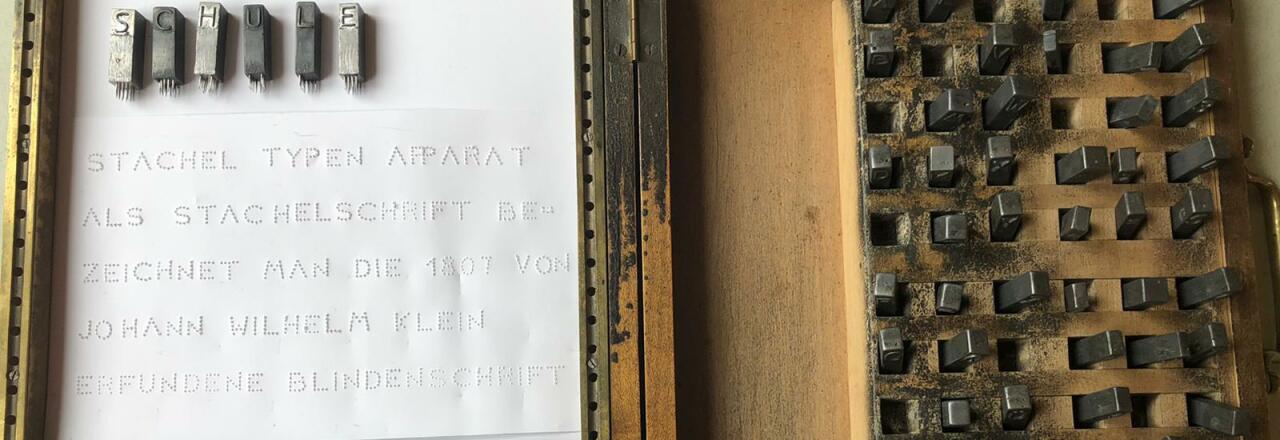 SCHULE
STACHEL TYPEN APPARAT
ALS STACHELSCHRIFT BE=
ZEICHNET MAN DIE 1807 VON
JOHANN WILHELM KLEIN
ERFUNDENE BLINDENSCHRIFT